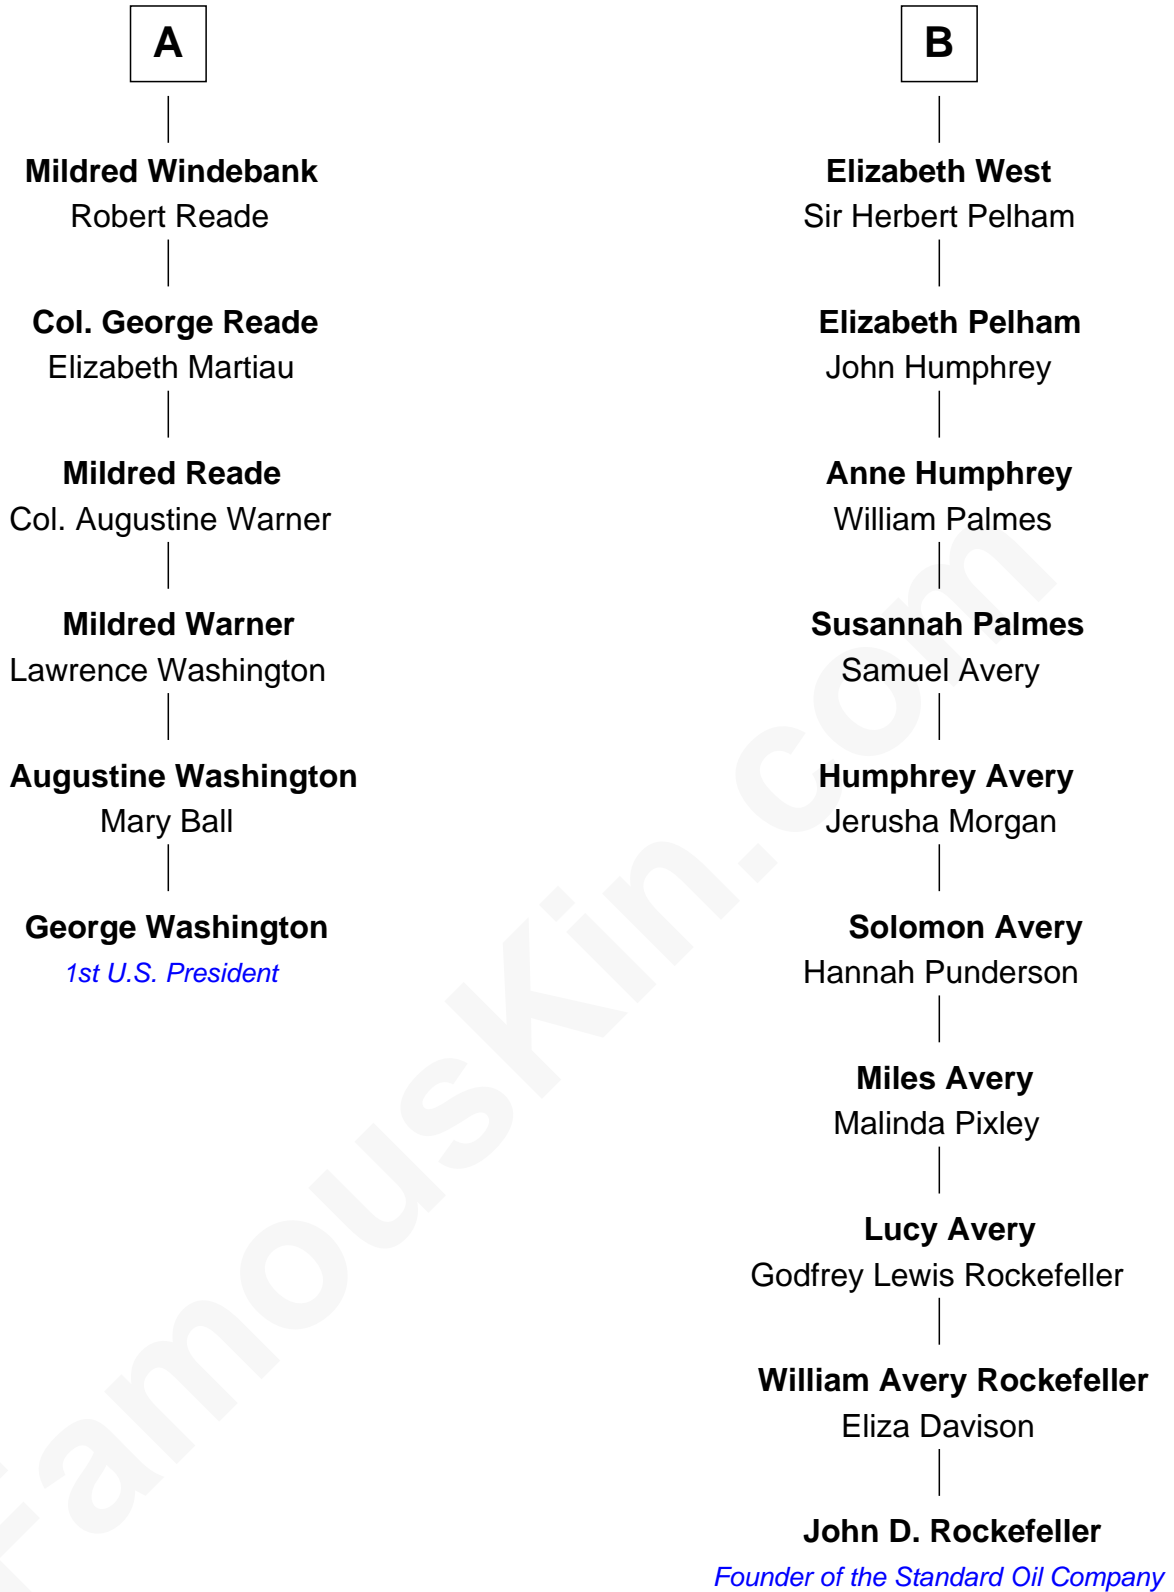 A
Mildred Windebank
Robert Reade
Col. George Reade
Elizabeth Martiau
Mildred Reade
Col. Augustine Warner
Mildred Warner
Lawrence Washington
Augustine Washington
Mary Ball
George Washington
1st U.S. President
B
Elizabeth West
Sir Herbert Pelham
Elizabeth Pelham
John Humphrey
Anne Humphrey
William Palmes
Susannah Palmes
Samuel Avery
Humphrey Avery
Jerusha Morgan
Solomon Avery
Hannah Punderson
Miles Avery
Malinda Pixley
Lucy Avery
Godfrey Lewis Rockefeller
William Avery Rockefeller
Eliza Davison
John D. Rockefeller
Founder of the Standard Oil Company
FamousKin.com